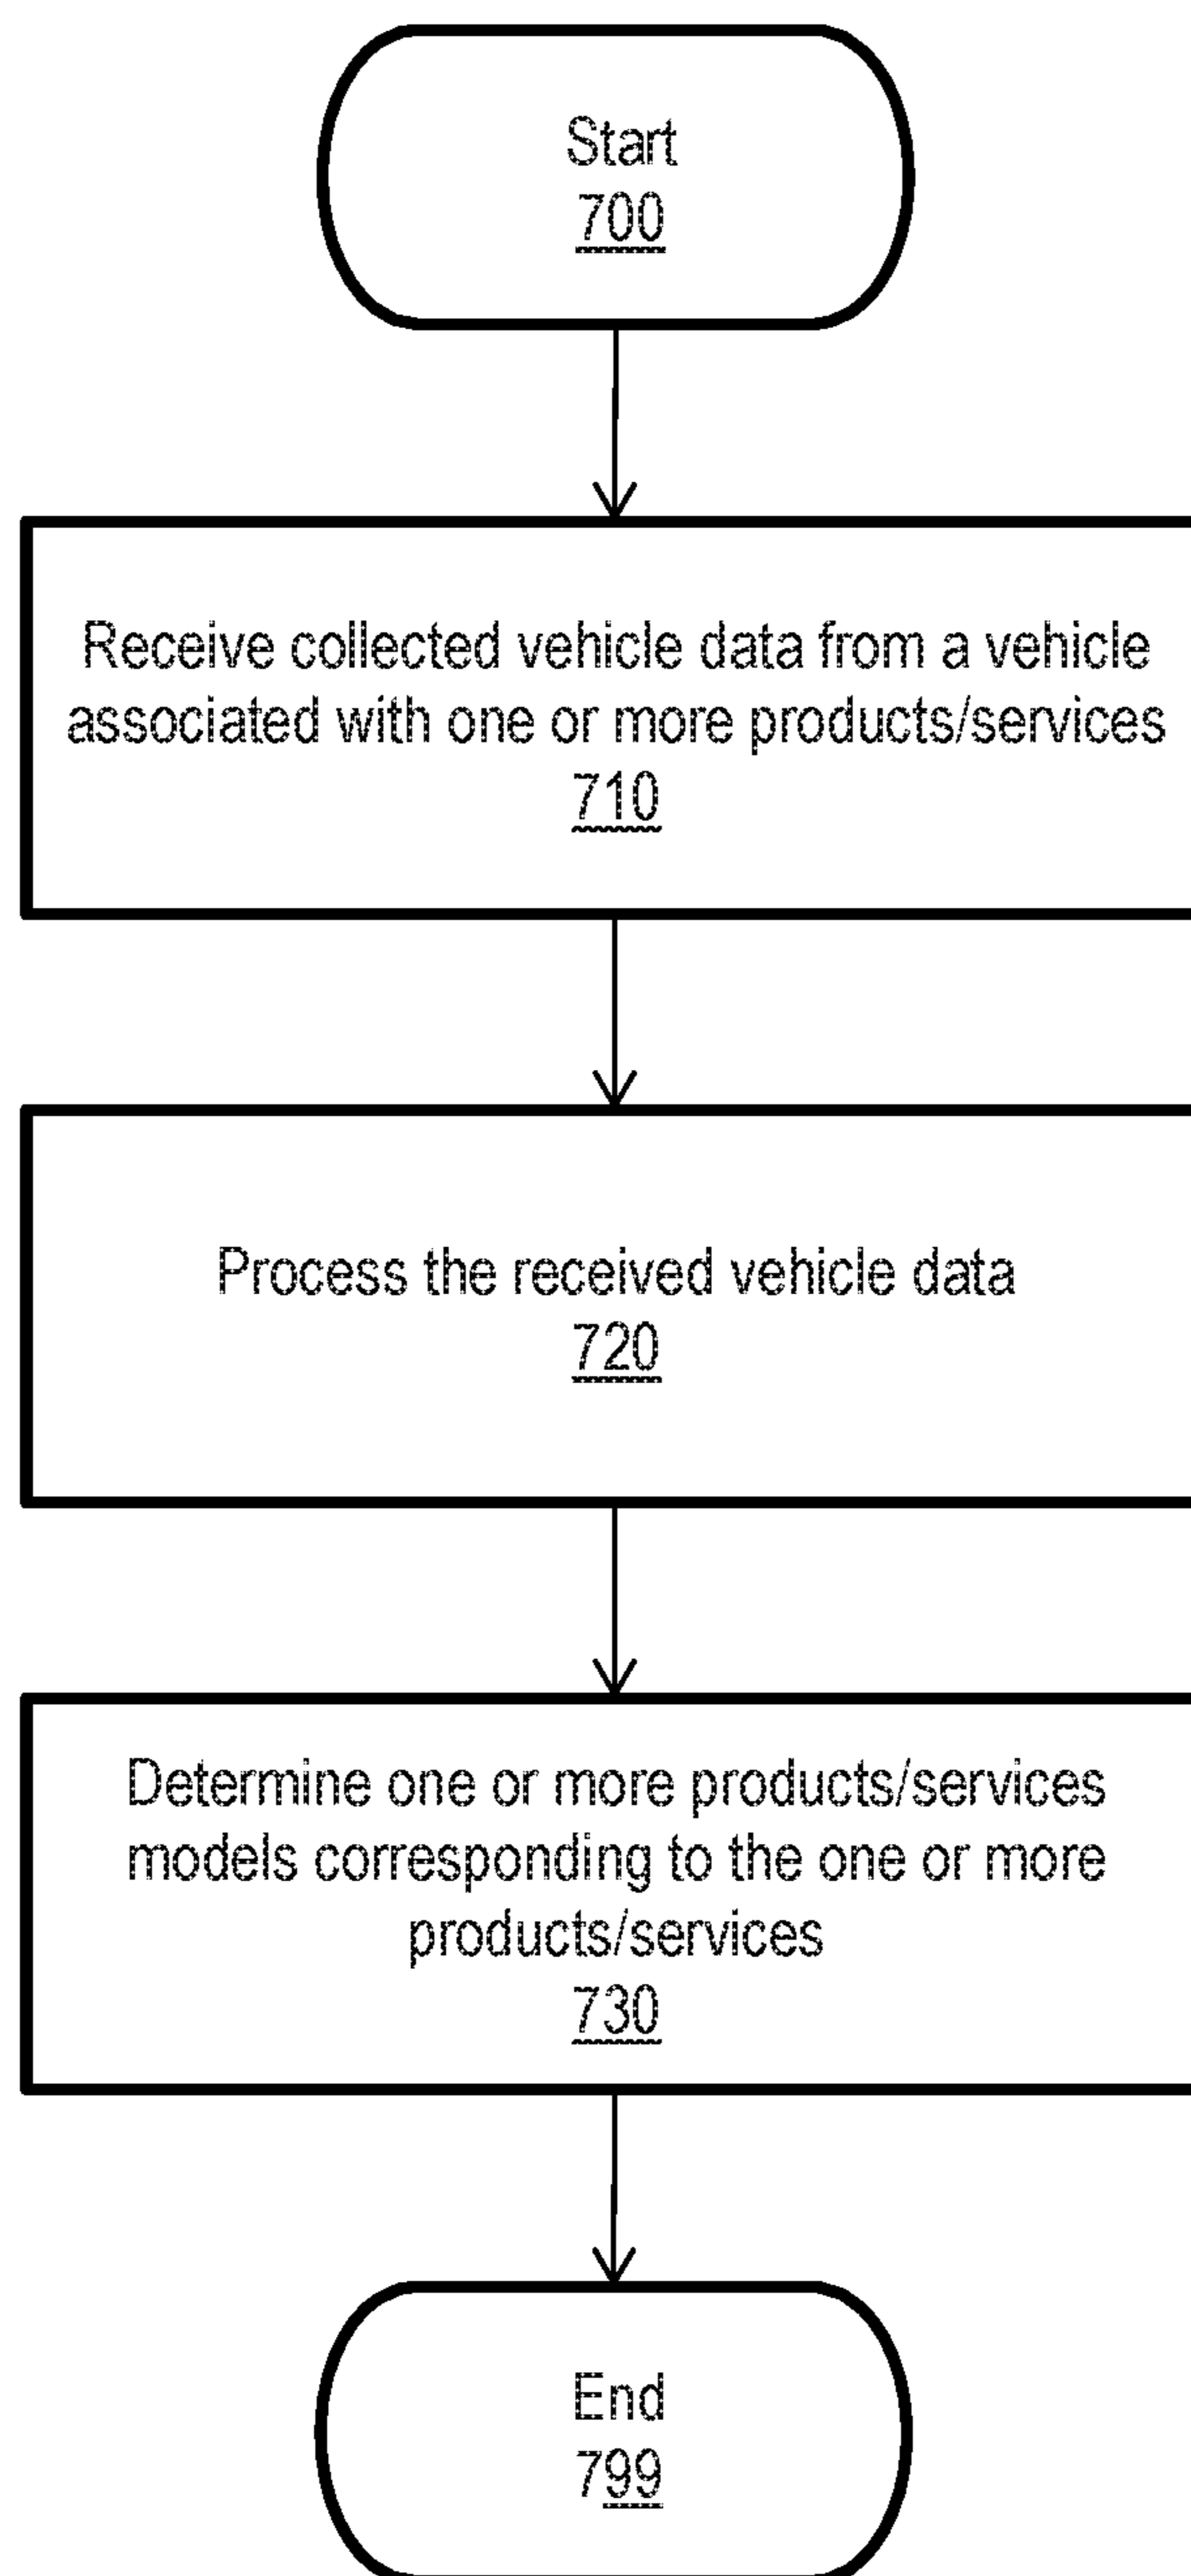 Start
700
Receive collected vehicle data from a vehicle
associated with one or more products/services
710
Process the received vehicle data
720
Determine one or more products/services
models corresponding to the one or more
products/services
730
End
799